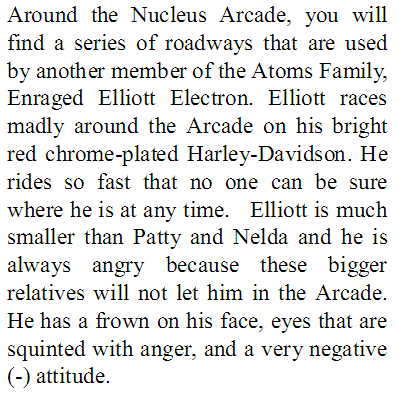 Around the Nucleus Arcade, you will
find a series of roadways that are used
by another member of the Atoms Family,
Enraged Elliott Electron. Elliott races
madly around the Arcade on his bright
red chrome-plated Harley-Davidson. He
rides so fast that no one can be sure
where he is at any time. Elliott is much
smaller than Patty and Nelda and he is
always angry because these bigger
relatives will not let him in the Arcade.
He has a frown on his face, eyes that are
squinted with anger, and a very negative
(-) attitude.